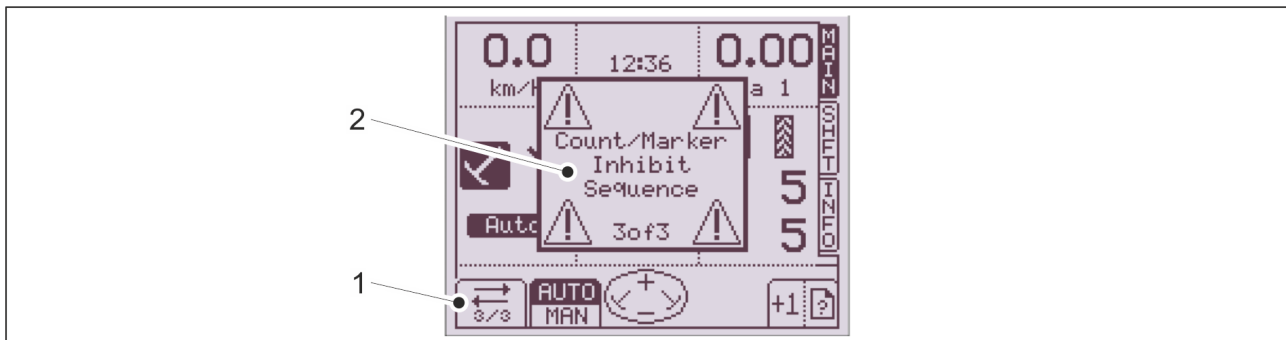 0.0
12:36
0.00
km/h
a 1
MAIN
SHFT
INFO
2
Count/Marker
Inhibit
Sequence
3of3
5
5
Auto
1
3/3
AUTO
MAN
+
-
+1
?